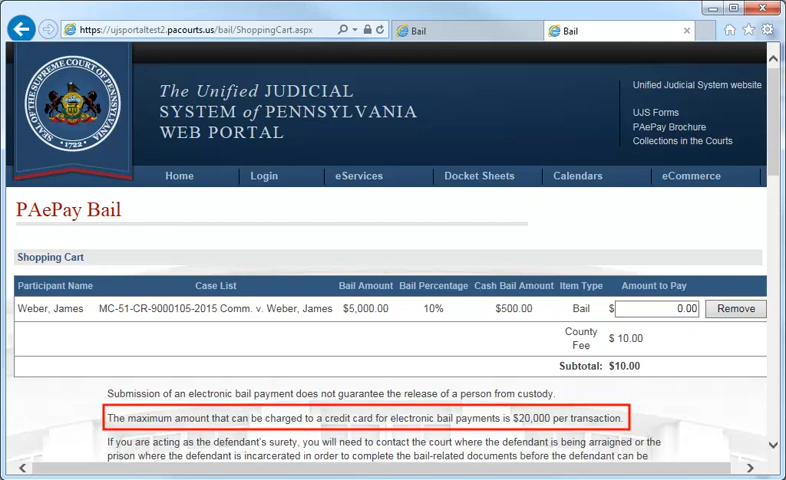 https://ujsportaltest2.pacourts.us/bail/ShoppingCart.aspx
Bail
Bail
SEAL OF THE SUPREME COURT OF PENNSYLVANIA
1722
The Unified JUDICIAL
SYSTEM of PENNSYLVANIA
WEB PORTAL
Unified Judicial System website
UJS Forms
PAePay Brochure
Collections in the Courts
Home Login eServices Docket Sheets Calendars eCommerce
PAePay Bail
Shopping Cart
Participant Name Case List Bail Amount Bail Percentage Cash Bail Amount Item Type Amount to Pay
Weber, James MC-51-CR-9000105-2015 Comm. v. Weber, James $5,000.00 10% $500.00 Bail $ 0.00 Remove
County
Fee $ 10.00
Subtotal: $10.00
Submission of an electronic bail payment does not guarantee the release of a person from custody.
The maximum amount that can be charged to a credit card for electronic bail payments is $20,000 per transaction.
If you are acting as the defendant's surety, you will need to contact the court where the defendant is being arraigned or the
prison where the defendant is incarcerated in order to complete the bail-related documents before the defendant can be